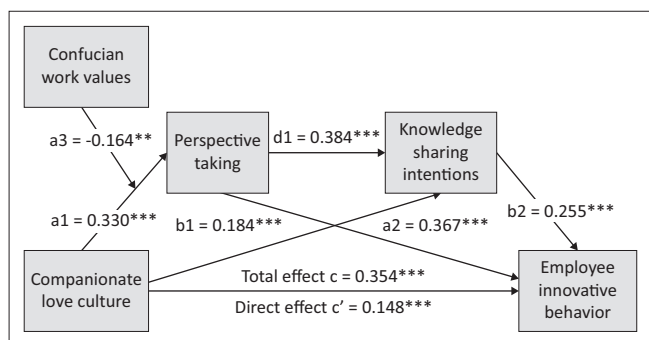 Confucian
work values
a3 = -0.164**
Perspective
taking
d1 = 0.384***
Knowledge
sharing
intentions
a1 = 0.330***
b1 = 0.184***
a2 = 0.367***
b2 = 0.255***
Companionate
love culture
Total effect c = 0.354***
Direct effect c’ = 0.148***
Employee
innovative
behavior